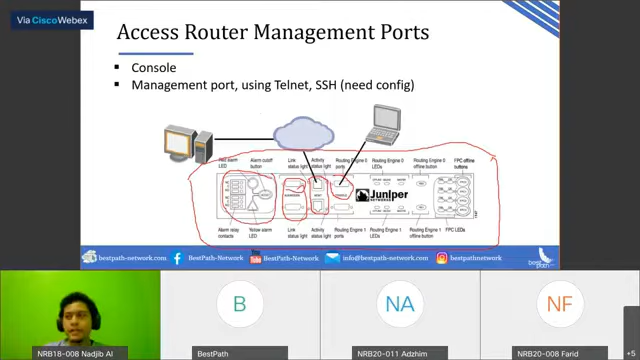 Via CiscoWebex
Access Router Management Ports
Console
Management port, using Telnet, SSH (need config)
Red alarm LED
Alarm cutoff button
Link status light
Activity status light
Routing Engine 0 ports
Routing Engine 0 LEDs
Routing Engine 0 offline button
FPC offline buttons
MGMT
CONSOLE
Juniper
NETWORKS
Alarm relay contacts
Yellow alarm LED
Link status light
Activity status light
Routing Engine 1 ports
Routing Engine 1 LEDs
Routing Engine 1 offline button
FPC LEDs
bestpath-network.com
BestPath-Network
BestPath-Network
info@bestpath-network.com
bestpathnetwork
best path
B
NA
NF
NRB18-008 Nadjib Al
BestPath
NRB20-011 Adzhim
NRB20-008 Farid
+5